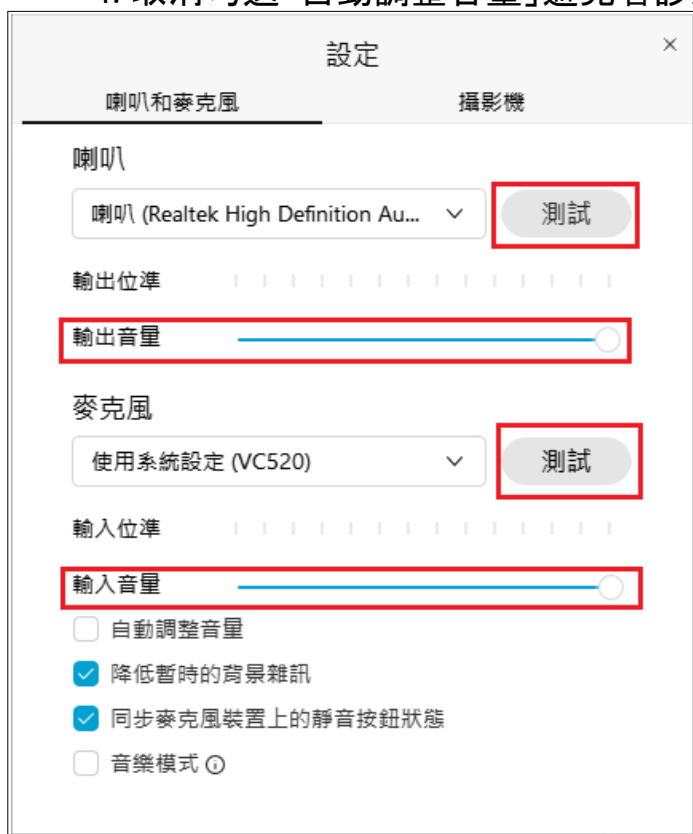 設定
喇叭和麥克風
攝影機
喇叭
喇叭 (Realtek High Definition Au...
測試
輸出位準
輸出音量
麥克風
使用系統設定 (VC520)
測試
輸入位準
輸入音量
自動調整音量
降低暫時的背景雜訊
同步麥克風裝置上的靜音按鈕狀態
音樂模式